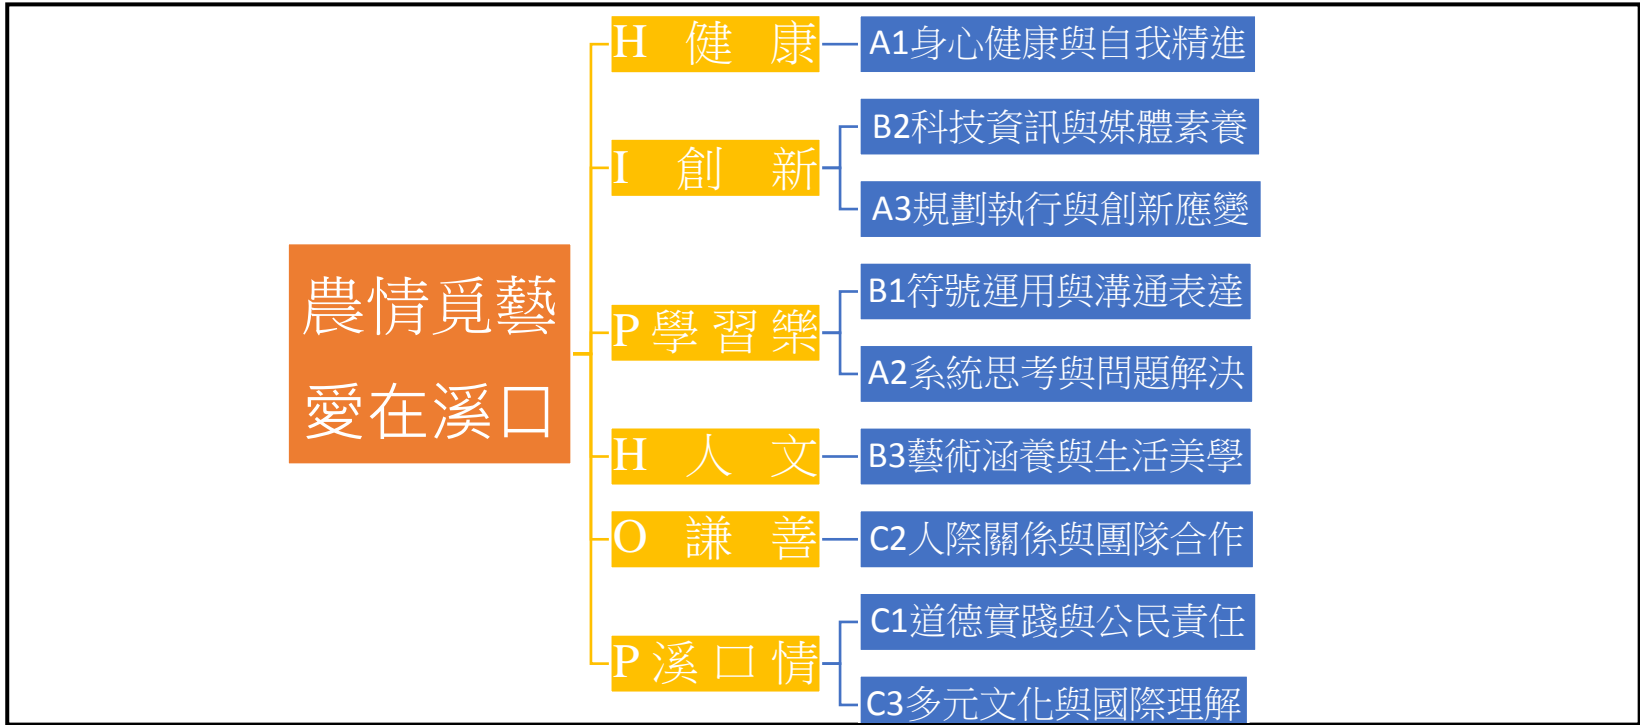 農情覓藝
愛在溪口
H 健 康
A1身心健康與自我精進
I 創 新
B2科技資訊與媒體素養
A3規劃執行與創新應變
P 學 習 樂
B1符號運用與溝通表達
A2系統思考與問題解決
H 人 文
B3藝術涵養與生活美學
O 謙 善
C2人際關係與團隊合作
P 溪 口 情
C1道德實踐與公民責任
C3多元文化與國際理解